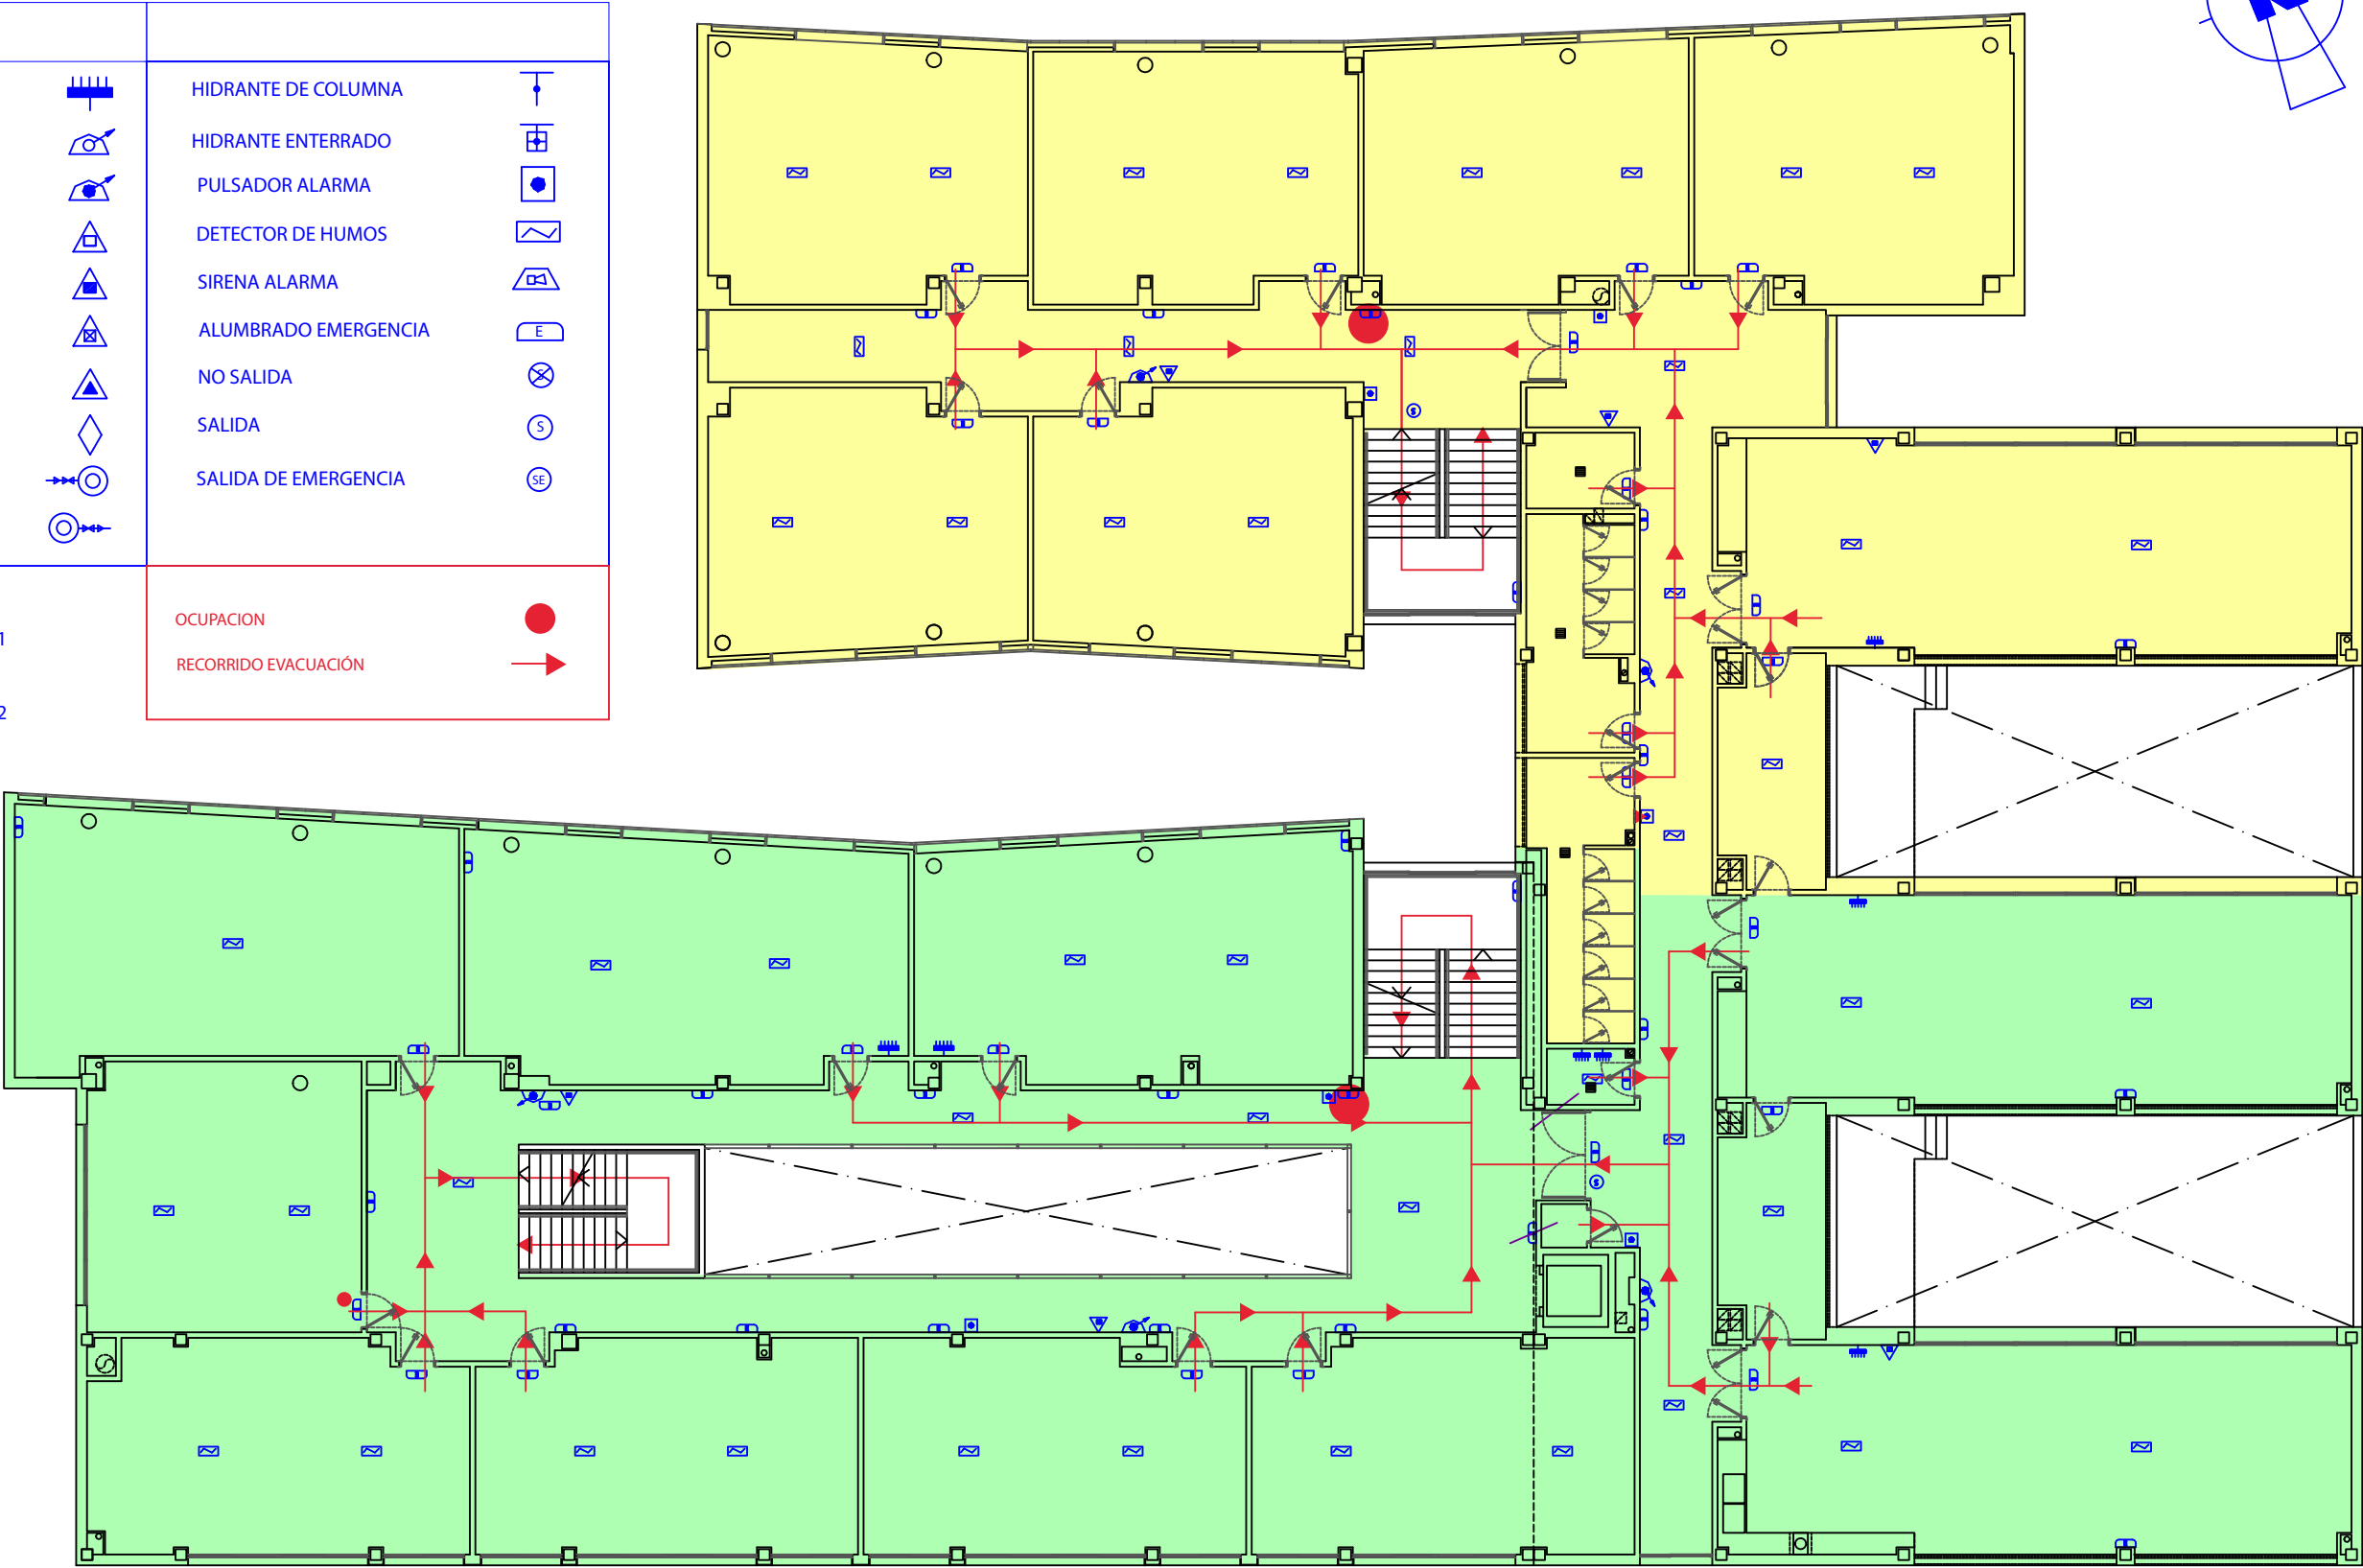 HIDRANTE DE COLUMNA
HIDRANTE ENTERRADO
PULSADOR ALARMA
DETECTOR DE HUMOS
SIRENA ALARMA
ALUMBRADO EMERGENCIA E
NO SALIDA S
SALIDA S
SALIDA DE EMERGENCIA SE
OCUPACION
1
RECORRIDO EVACUACIÓN
2
S
S